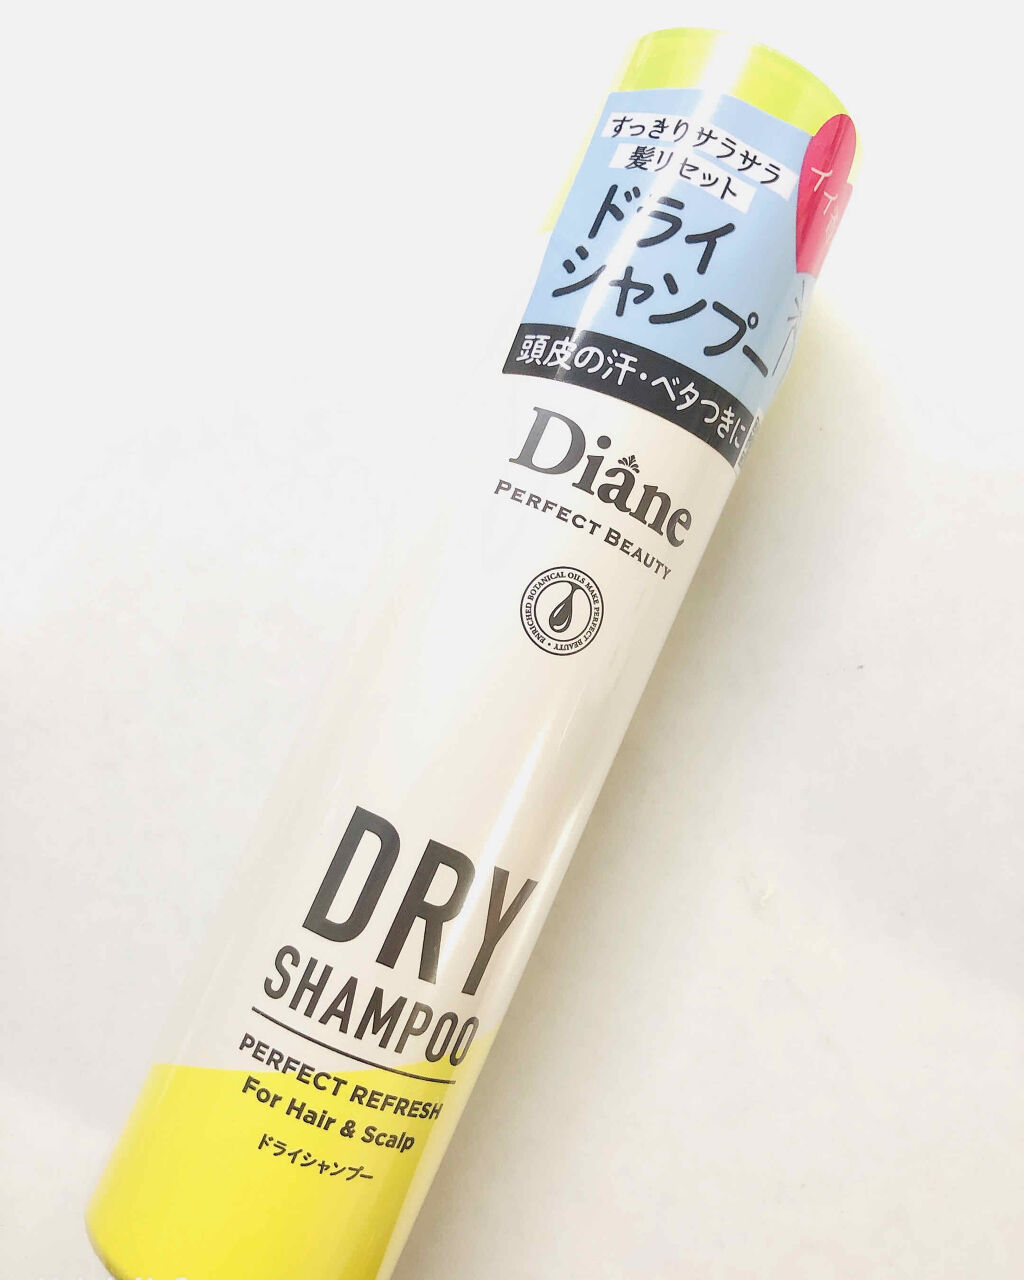 すっきりサラサラ
髪リセット
ドライ
シャンプー
頭皮の汗・ベタつきに
イイ
Diane
PERFECT BEAUTY
ENRICHED BOTANICAL OILS MAKE PERFECT BEAUTY •
DRY
SHAMPOO
PERFECT REFRESH
For Hair & Scalp
ドライシャンプー